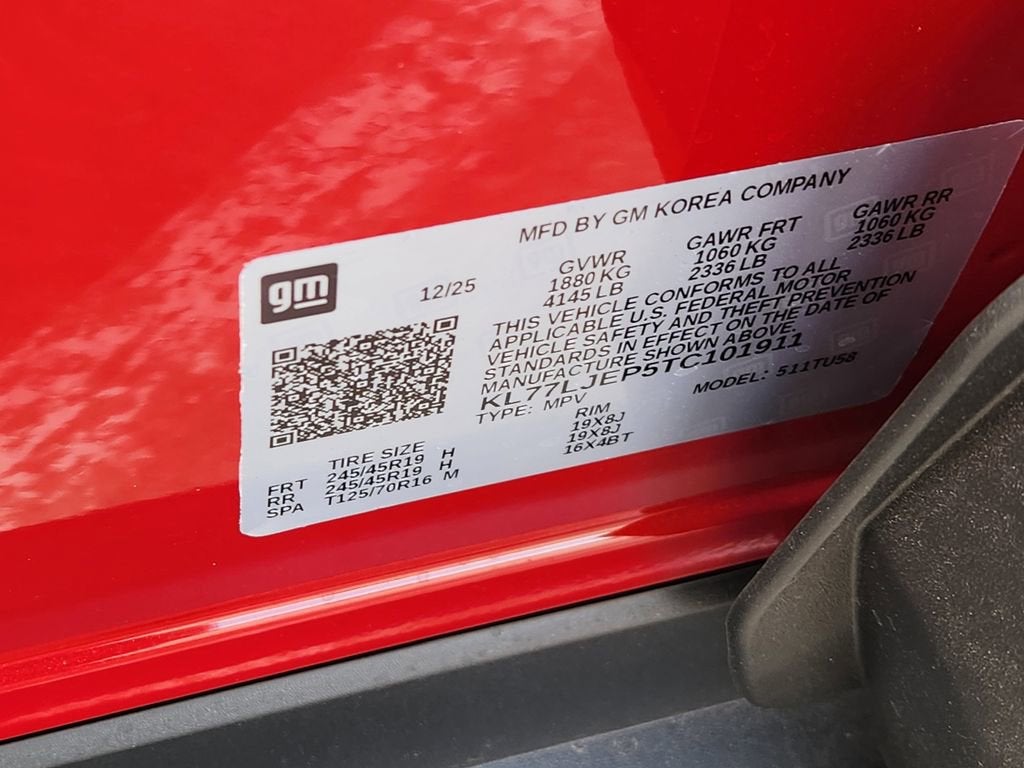 MFD BY GM KOREA COMPANY
gm
12/25
GVWR GAWR FRT GAWR RR
1880 KG 1060 KG 1060 KG
4145 LB 2336 LB 2336 LB
THIS VEHICLE CONFORMS TO ALL
APPLICABLE U.S. FEDERAL MOTOR
VEHICLE SAFETY AND THEFT PREVENTION
STANDARDS IN EFFECT ON THE DATE OF
MANUFACTURE SHOWN ABOVE.
KL77LJEP5TC101911
TYPE: MPV MODEL: 511TU58
TIRE SIZE RIM
FRT 245/45R19 H 19X8J
RR 245/45R19 H 19X8J
SPA T125/70R16 M 16X4BT